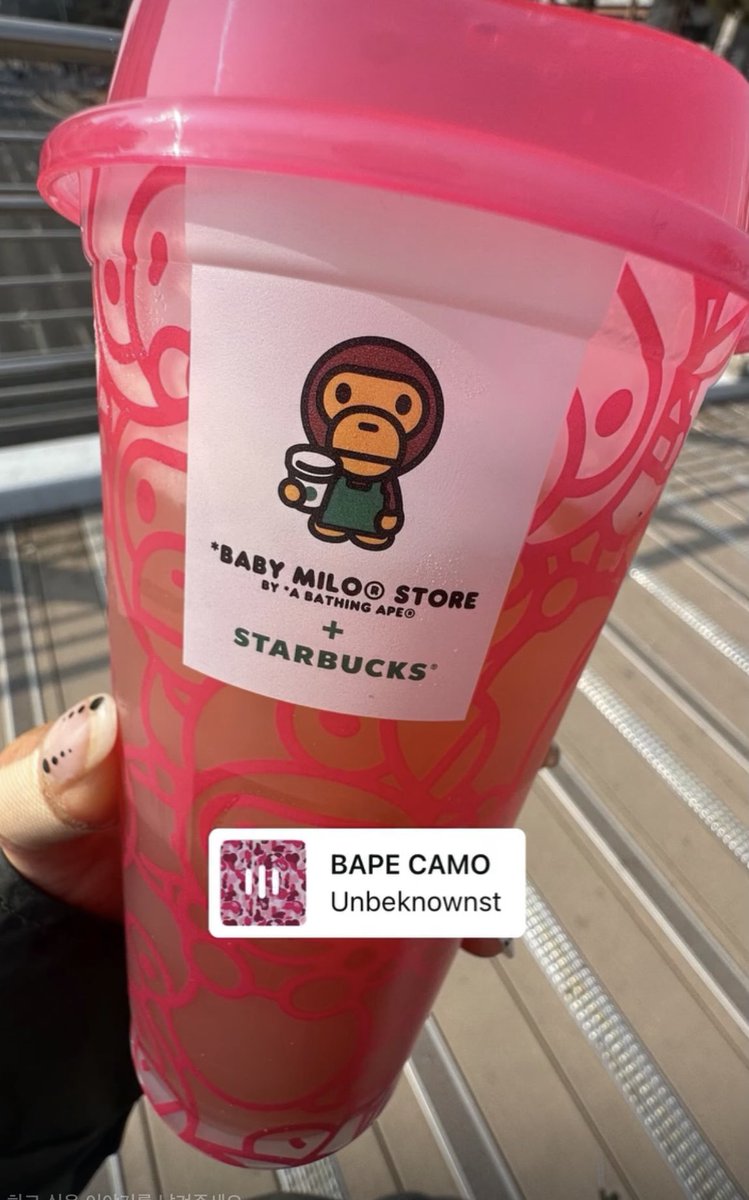 *BABY MILO® STORE
BY *A BATHING APE®
+
STARBUCKS®
BAPE CAMO
Unbeknownst